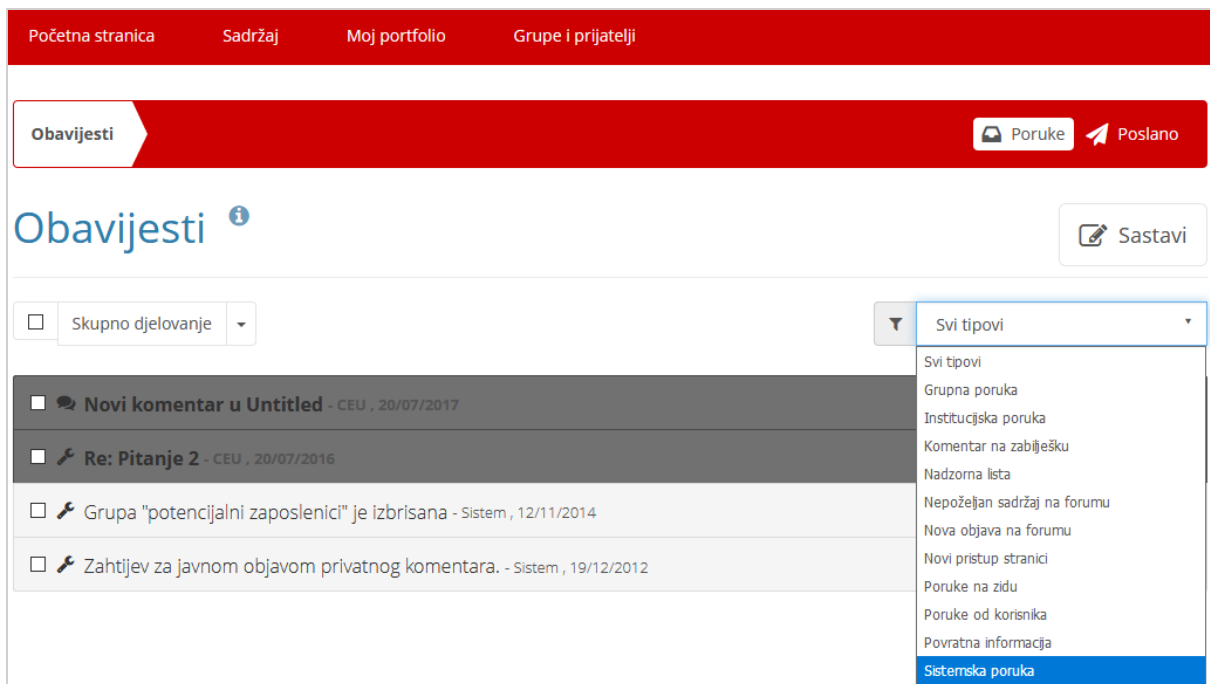 Početna stranica Sadržaj Moj portfolio Grupe i prijatelji
Obavijesti Poruke Poslano
Obavijesti
Sastavi
Skupno djelovanje Svi tipovi
Svi tipovi
Grupna poruka
Institucijska poruka
Komentar na zabilješku
Nadzorna lista
Nepoželjan sadržaj na forumu
Nova objava na forumu
Novi pristup stranici
Poruke na zidu
Poruke od korisnika
Povratna informacija
Sistemska poruka
Novi komentar u Untitled - CEU , 20/07/2017
Re: Pitanje 2 - CEU , 20/07/2016
Grupa "potencijalni zaposlenici" je izbrisana - Sistem , 12/11/2014
Zahtijev za javnom objavom privatnog komentara. - Sistem , 19/12/2012